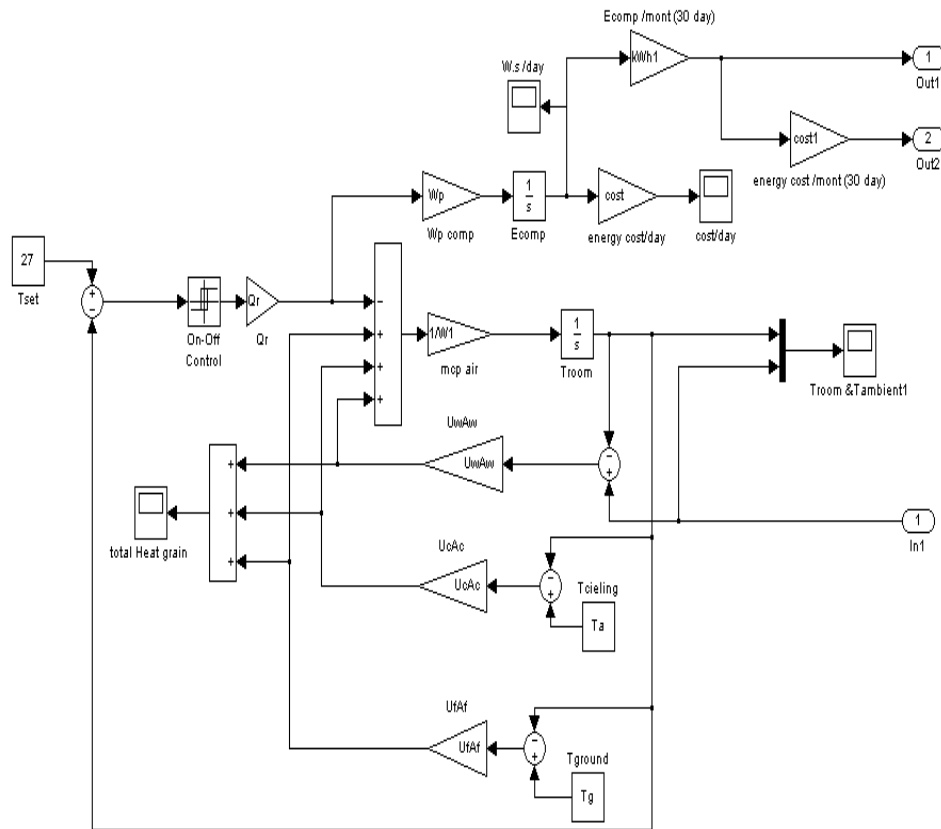 Ecomp /mont (30 day)
kWh1
1
Out1
W.s /day
cost1
2
Out2
energy cost /mont (30 day)
Wp
Wp comp
1
s
Ecomp
cost
energy cost/day
cost/day
27
Tset
+
−
On-Off
Control
Qr
Qr
−
+
+
+
1/W1
mcp air
1
s
Troom
Troom &Tambient1
UwAw
UwAw
−
+
1
In1
+
+
+
total Heat grain
UcAc
UcAc
−
+
Tcieling
Ta
UfAf
UfAf
−
+
Tground
Tg